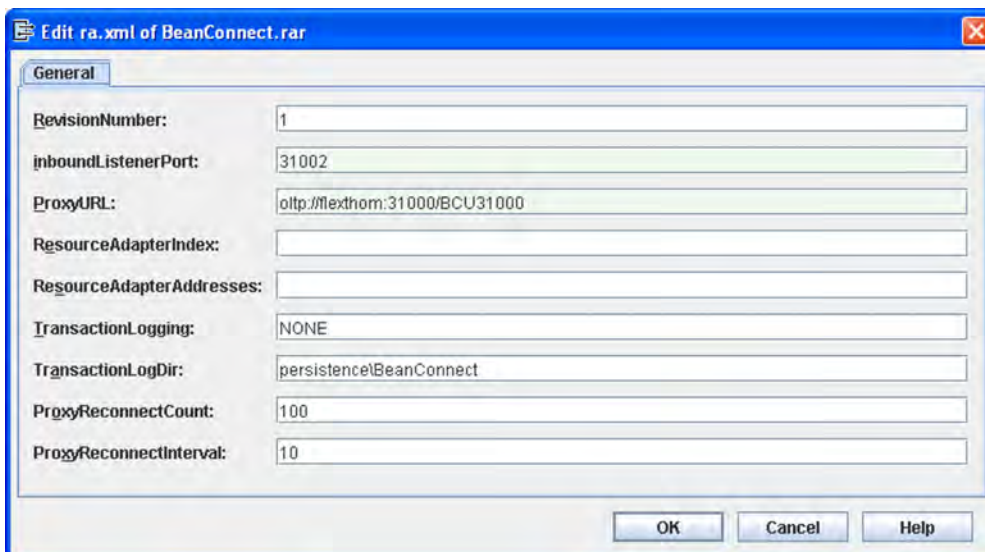 Edit ra.xml of BeanConnect.rar
General
RevisionNumber: 1
inboundListenerPort: 31002
ProxyURL: oltp://flexthom:31000/BCU31000
ResourceAdapterIndex:
ResourceAdapterAddresses:
TransactionLogging: NONE
TransactionLogDir: persistence\BeanConnect
ProxyReconnectCount: 100
ProxyReconnectInterval: 10
OK Cancel Help